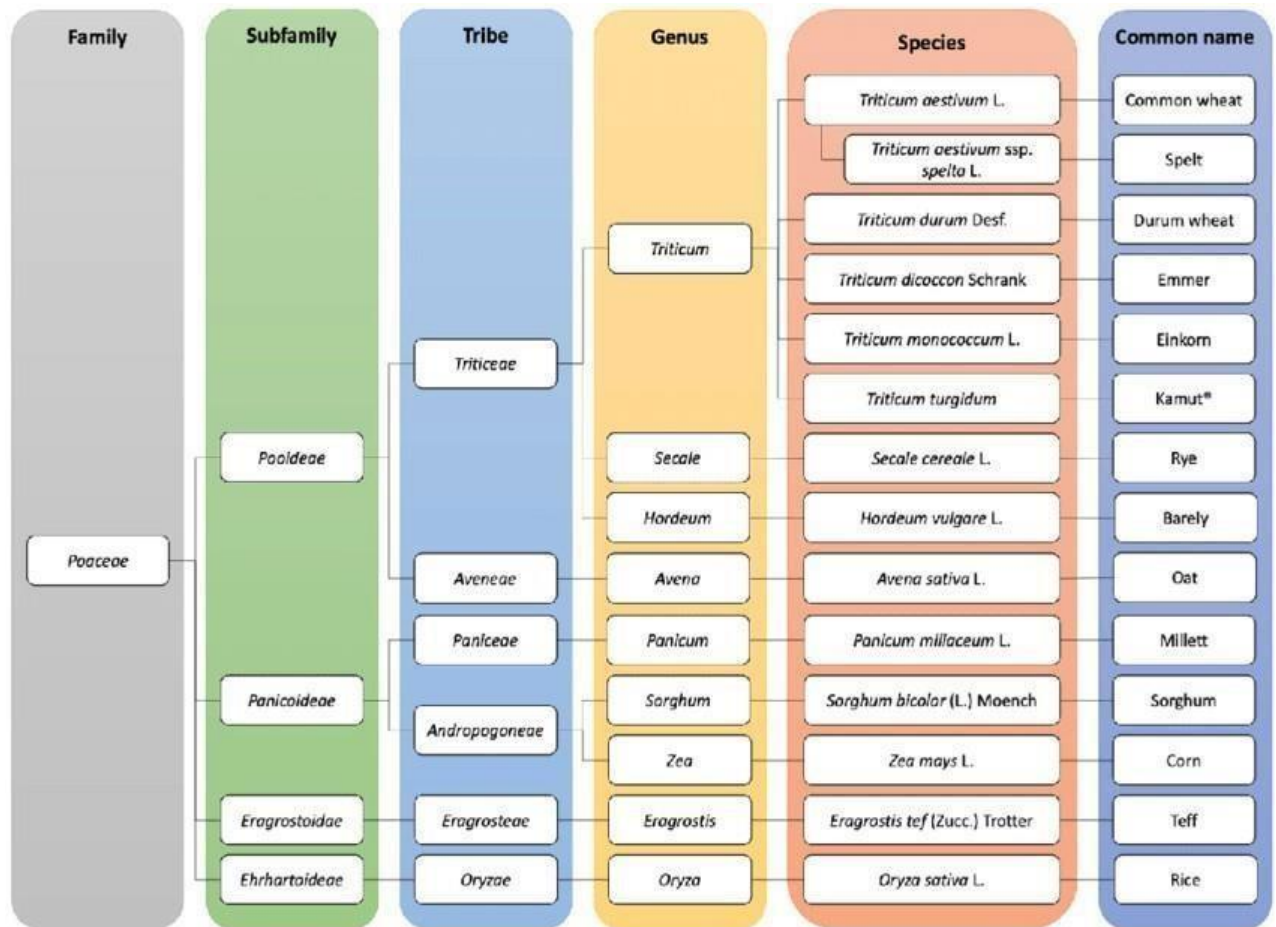 Family
Subfamily
Tribe
Genus
Species
Common name
Triticum aestivum L.
Common wheat
Triticum aestivum ssp.
spelta L.
Spelt
Triticum
Triticum durum Desf.
Durum wheat
Triticum dicoccon Schrank
Emmer
Triticeae
Triticum monococcum L.
Einkorn
Triticum turgidum
Kamut®
Pooideae
Secale
Secale cereale L.
Rye
Hordeum
Hordeum vulgare L.
Barely
Poaceae
Aveneae
Avena
Avena sativa L.
Oat
Paniceae
Panicum
Panicum miliaceum L.
Millett
Panicoideae
Sorghum
Sorghum bicolor (L.) Moench
Sorghum
Andropogoneae
Zea
Zea mays L.
Corn
Eragrostoidae
Eragrosteae
Eragrostis
Eragrostis tef (Zucc.) Trotter
Teff
Ehrhartoideae
Oryzae
Oryza
Oryza sativa L.
Rice